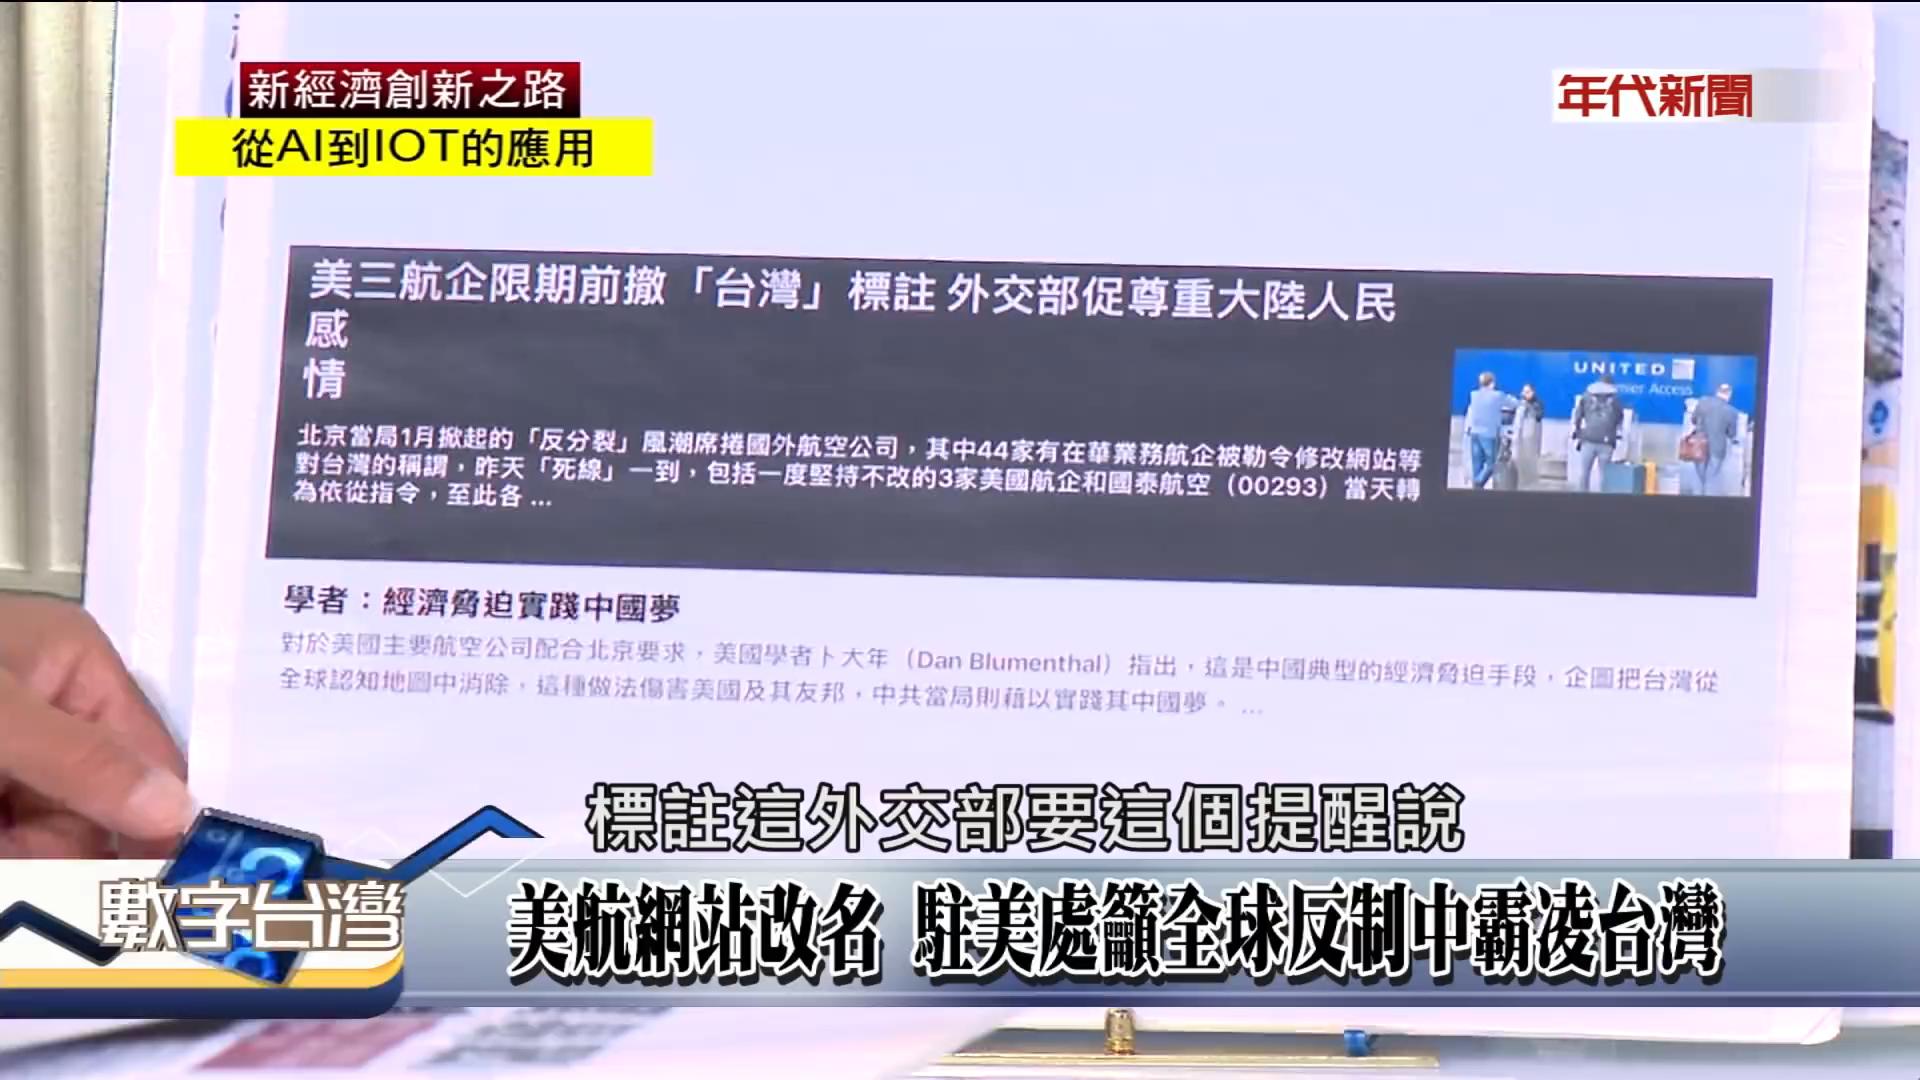 新經濟創新之路
從AI到IOT的應用
年代新聞
美三航企限期前撤「台灣」標註 外交部促尊重大陸人民
感
情
UNITED
Premier Access
北京當局1月掀起的「反分裂」風潮席捲國外航空公司，其中44家有在華業務航企被勒令修改網站等
對台灣的稱謂，昨天「死線」一到，包括一度堅持不改的3家美國航企和國泰航空（00293）當天轉
為依從指令，至此各 ...
學者：經濟脅迫實踐中國夢
對於美國主要航空公司配合北京要求，美國學者卜大年（Dan Blumenthal）指出，這是中國典型的經濟脅迫手段，企圖把台灣從
全球認知地圖中消除，這種做法傷害美國及其友邦，中共當局則藉以實踐其中國夢。 ...
標註這外交部要這個提醒說
數字台灣
美航網站改名 駐美處籲全球反制中霸凌台灣